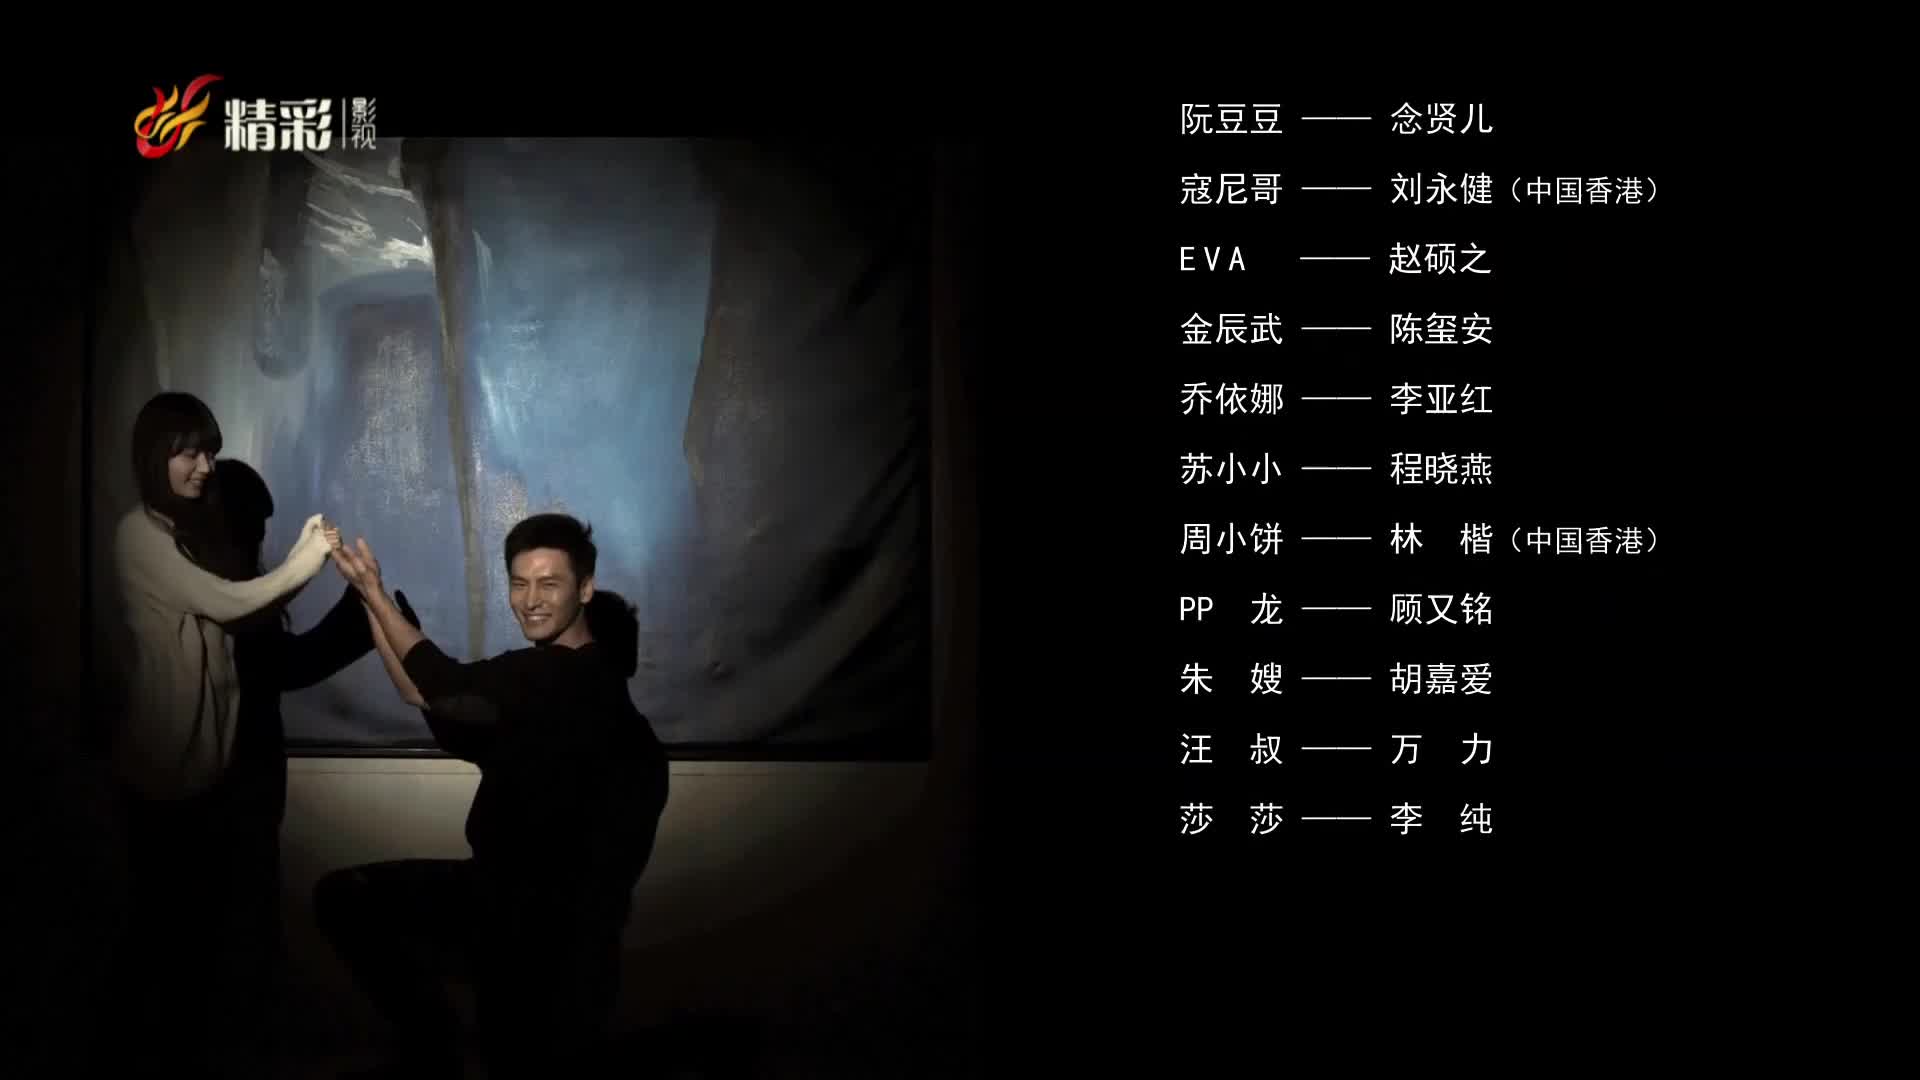 精彩影视
阮豆豆 —— 念贤儿
寇尼哥 —— 刘永健（中国香港）
EVA —— 赵硕之
金辰武 —— 陈玺安
乔依娜 —— 李亚红
苏小小 —— 程晓燕
周小饼 —— 林 楷（中国香港）
PP 龙 —— 顾又铭
朱 嫂 —— 胡嘉爱
汪 叔 —— 万 力
莎 莎 —— 李 纯